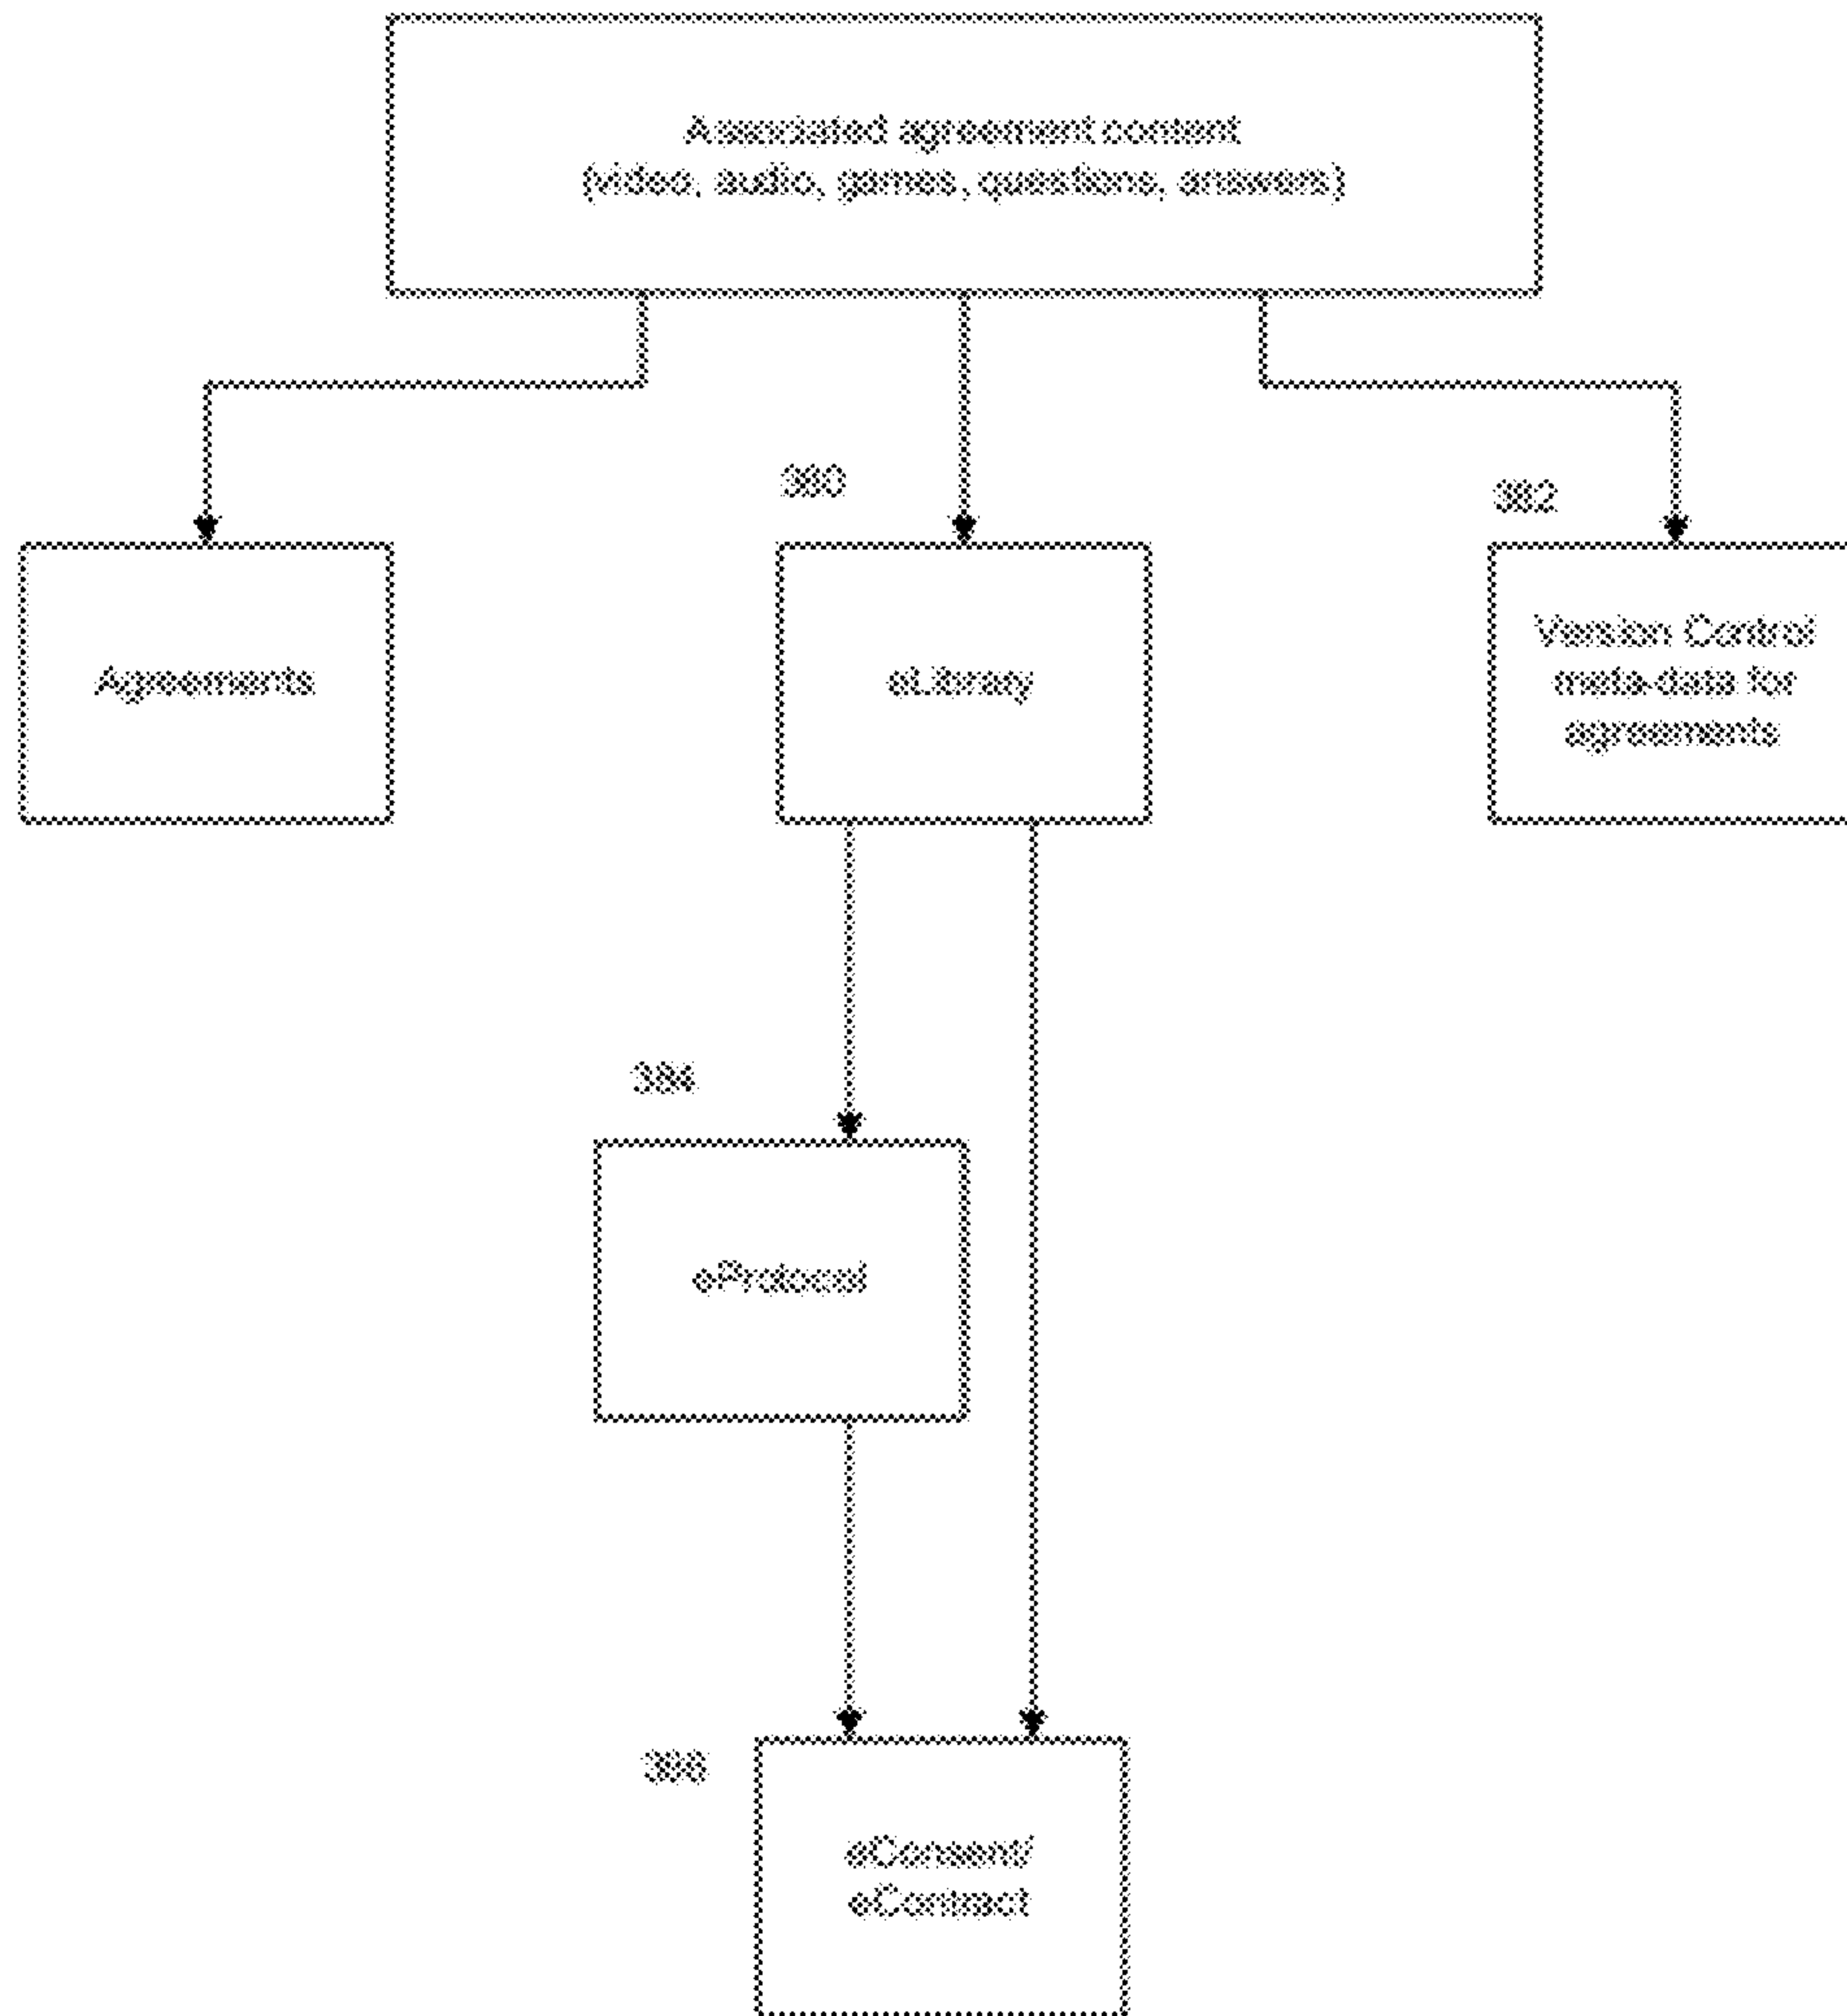 Associated agreement content
(video, audio, games, questions, answers)
380
382
Agreements
eLibrary
Version Control
meta-data for
agreements
384
eProtocol
eConsent/
eContract